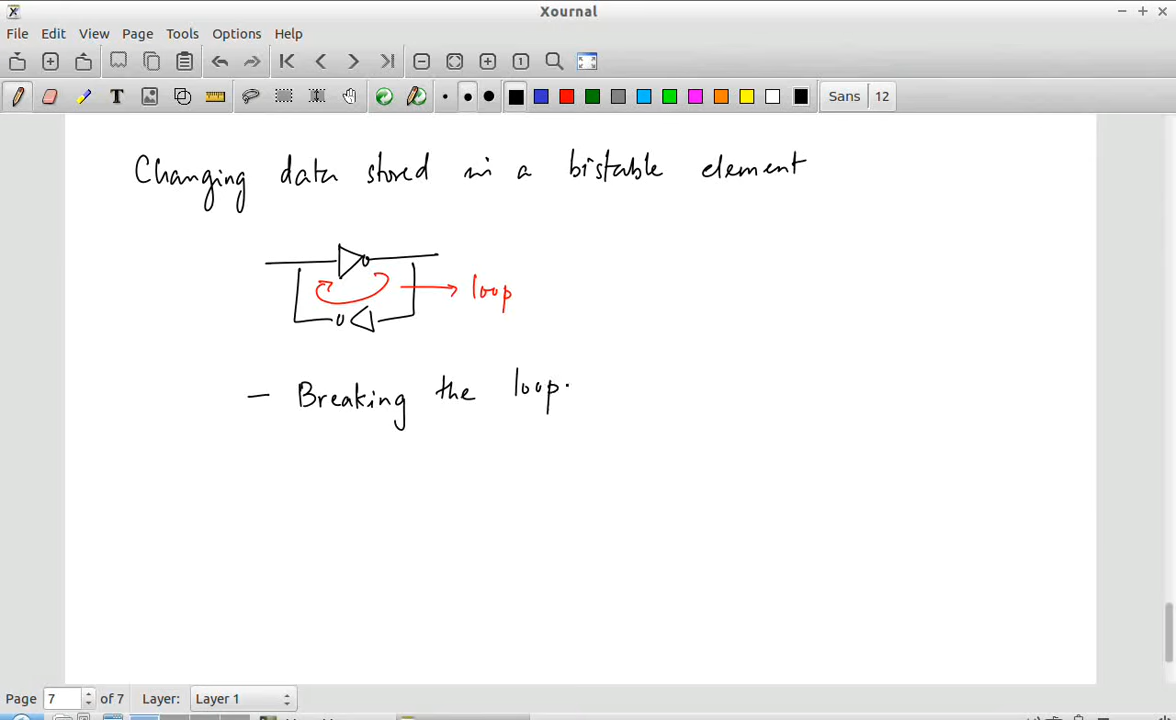 Xournal
File Edit View Page Tools Options Help
Sans 12
Changing data stored in a bistable element
loop
- Breaking the loop.
Page 7 of 7 Layer: Layer 1